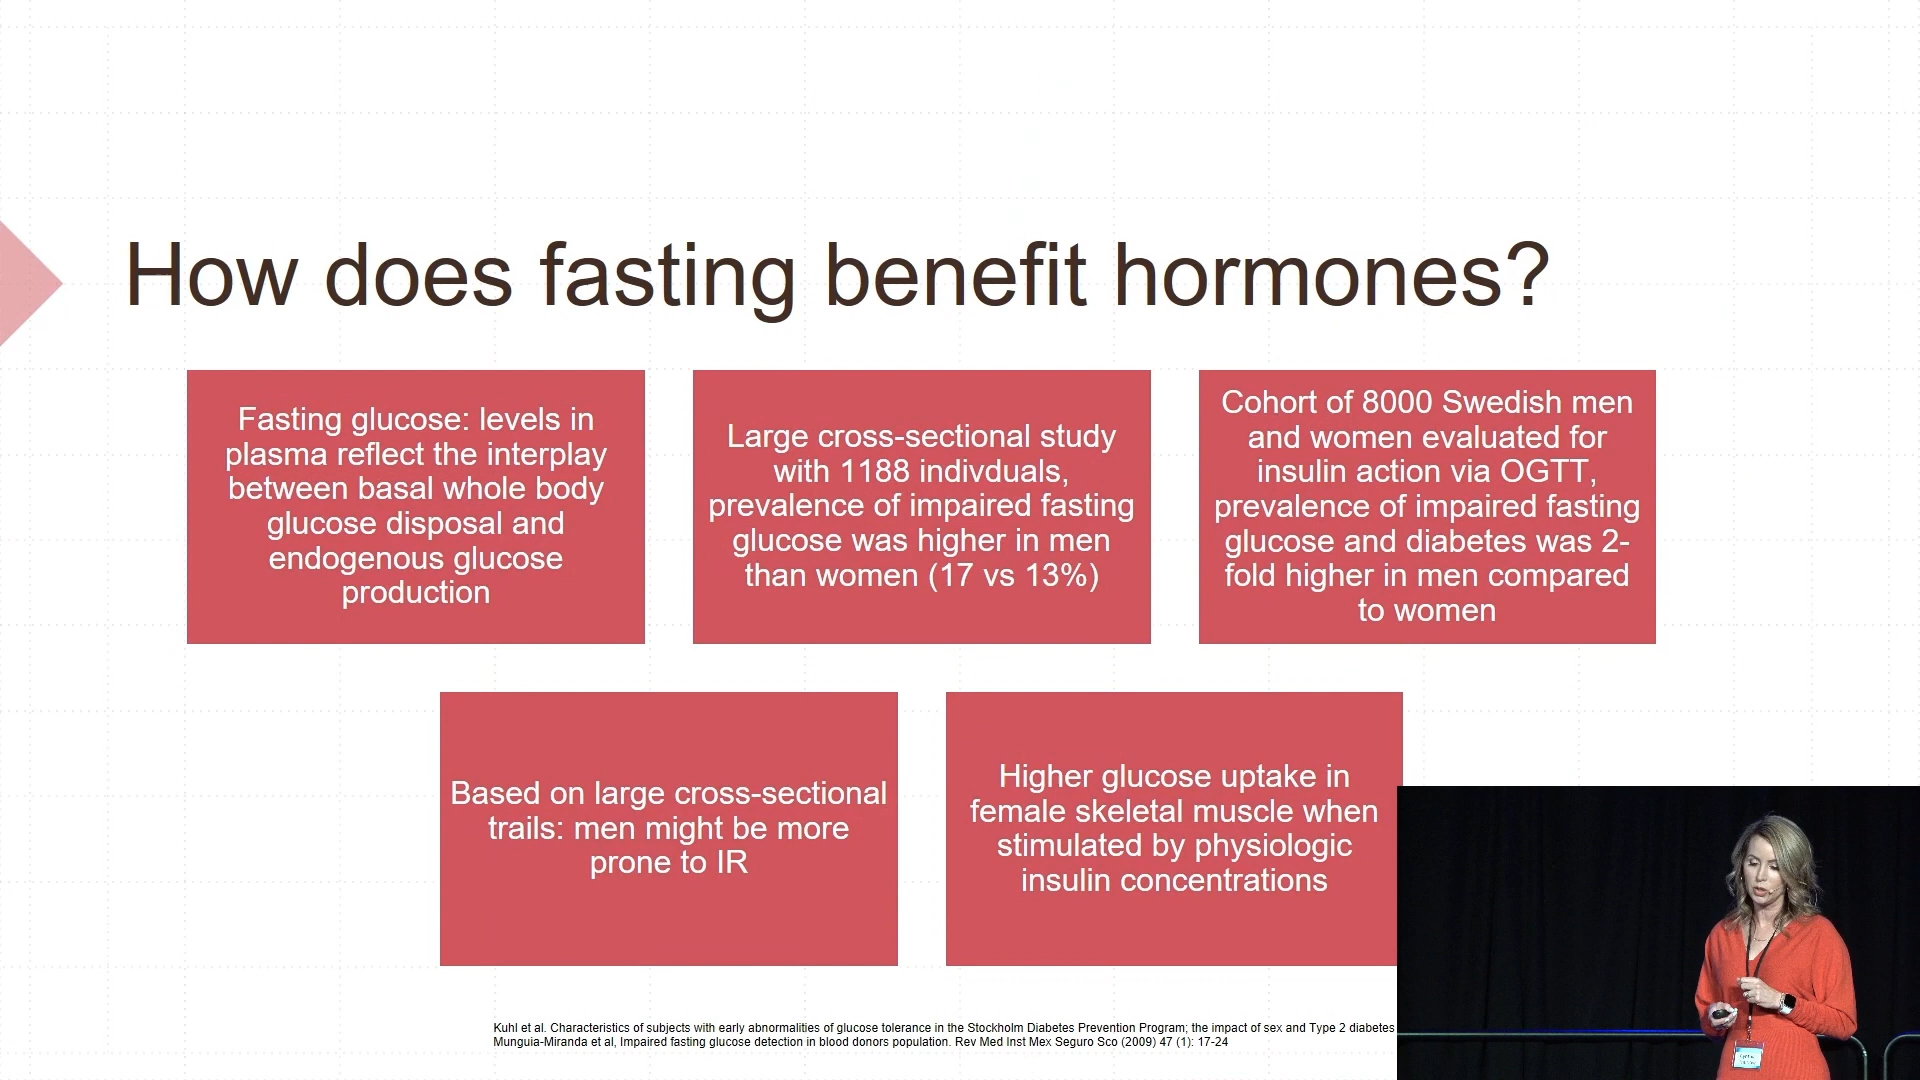 How does fasting benefit hormones?
Fasting glucose: levels in
plasma reflect the interplay
between basal whole body
glucose disposal and
endogenous glucose
production
Large cross-sectional study
with 1188 indivduals,
prevalence of impaired fasting
glucose was higher in men
than women (17 vs 13%)
Cohort of 8000 Swedish men
and women evaluated for
insulin action via OGTT,
prevalence of impaired fasting
glucose and diabetes was 2-
fold higher in men compared
to women
Based on large cross-sectional
trails: men might be more
prone to IR
Higher glucose uptake in
female skeletal muscle when
stimulated by physiologic
insulin concentrations
Kuhl et al. Characteristics of subjects with early abnormalities of glucose tolerance in the Stockholm Diabetes Prevention Program; the impact of sex and Type 2 diabetes
Munguia-Miranda et al, Impaired fasting glucose detection in blood donors population. Rev Med Inst Mex Seguro Sco (2009) 47 (1): 17-24